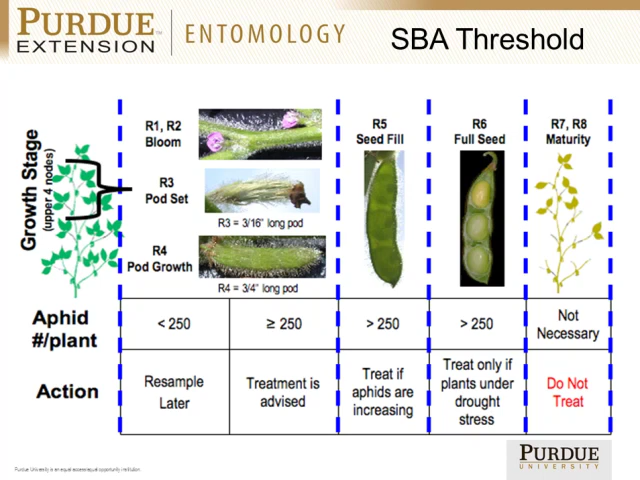 PURDUE
EXTENSION
ENTOMOLOGY
SBA Threshold
Growth Stage
(upper 4 nodes)
R1, R2
Bloom
R3
Pod Set
R3 = 3/16" long pod
R4
Pod Growth
R4 = 3/4" long pod
R5
Seed Fill
R6
Full Seed
R7, R8
Maturity
Aphid
#/plant
< 250
≥ 250
> 250
> 250
Not
Necessary
Action
Resample
Later
Treatment is
advised
Treat if
aphids are
increasing
Treat only if
plants under
drought
stress
Do Not
Treat
PURDUE
UNIVERSITY
Purdue University is an equal access/equal opportunity institution.